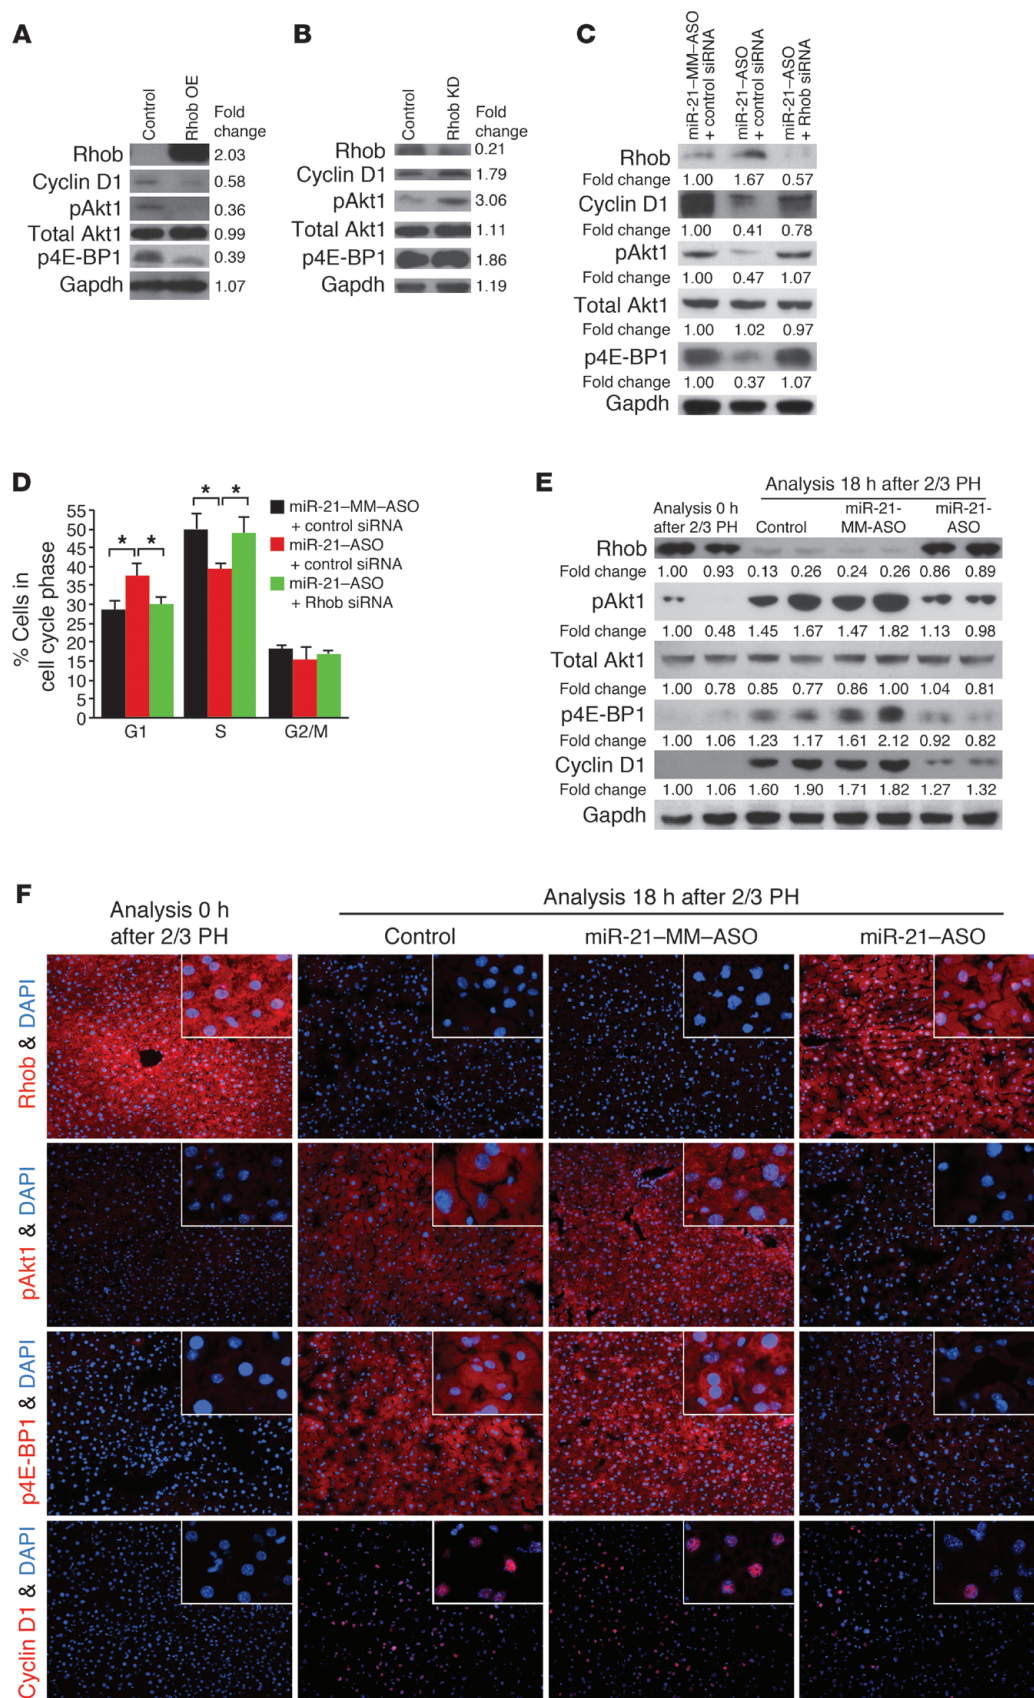 A
Control
Rhob OE
Fold
change
Rhob 2.03
Cyclin D1 0.58
pAkt1 0.36
Total Akt1 0.99
p4E-BP1 0.39
Gapdh 1.07
B
Control
Rhob KD
Fold
change
Rhob 0.21
Cyclin D1 1.79
pAkt1 3.06
Total Akt1 1.11
p4E-BP1 1.86
Gapdh 1.19
C
miR-21–MM–ASO
+ control siRNA
miR-21–ASO
+ control siRNA
miR-21–ASO
+ Rhob siRNA
Rhob
Fold change 1.00 1.67 0.57
Cyclin D1
Fold change 1.00 0.41 0.78
pAkt1
Fold change 1.00 0.47 1.07
Total Akt1
Fold change 1.00 1.02 0.97
p4E-BP1
Fold change 1.00 0.37 1.07
Gapdh
D
% Cells in
cell cycle phase
55
50
45
40
35
30
25
20
15
10
5
0
* * * *
G1 S G2/M
miR-21–MM–ASO
+ control siRNA
miR-21–ASO
+ control siRNA
miR-21–ASO
+ Rhob siRNA
E
Analysis 18 h after 2/3 PH
Analysis 0 h
after 2/3 PH
Control
miR-21-
MM-ASO
miR-21-
ASO
Rhob
Fold change 1.00 0.93 0.13 0.26 0.24 0.26 0.86 0.89
pAkt1
Fold change 1.00 0.48 1.45 1.67 1.47 1.82 1.13 0.98
Total Akt1
Fold change 1.00 0.78 0.85 0.77 0.86 1.00 1.04 0.81
p4E-BP1
Fold change 1.00 1.06 1.23 1.17 1.61 2.12 0.92 0.82
Cyclin D1
Fold change 1.00 1.06 1.60 1.90 1.71 1.82 1.27 1.32
Gapdh
F
Analysis 0 h
after 2/3 PH
Analysis 18 h after 2/3 PH
Control miR-21–MM–ASO miR-21–ASO
Rhob & DAPI
pAkt1 & DAPI
p4E-BP1 & DAPI
Cyclin D1 & DAPI